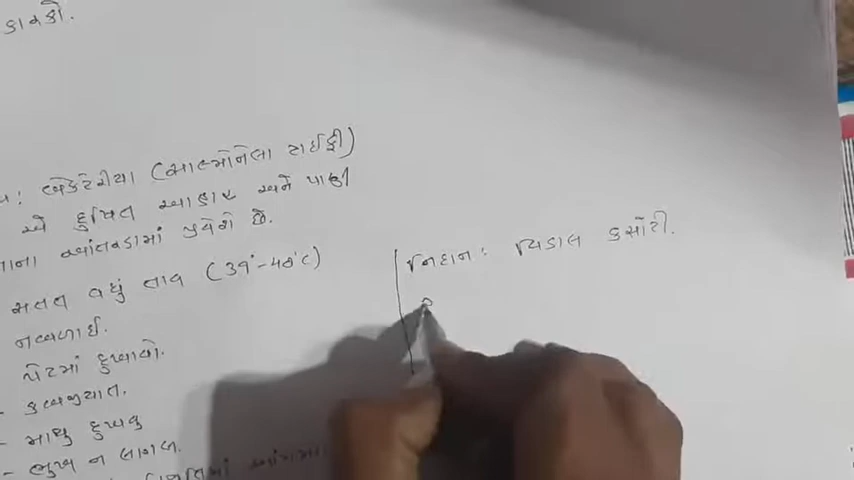 કારકો.
બેક્ટેરીયા (સાલ્મોનેલા ટાઈફી)
એ દુષિત આહાર અને પાણી
આંતરડામાં પ્રવેશે છે.
સતત વધું તાવ (39°-40°C)
નબળાઈ.
પેટમાં દુખાવો.
- કબજીયાત.
- માથુ દુખવુ
- ભુખ ન લાગવી.
નિદાન: વિડાલ કસોટી.